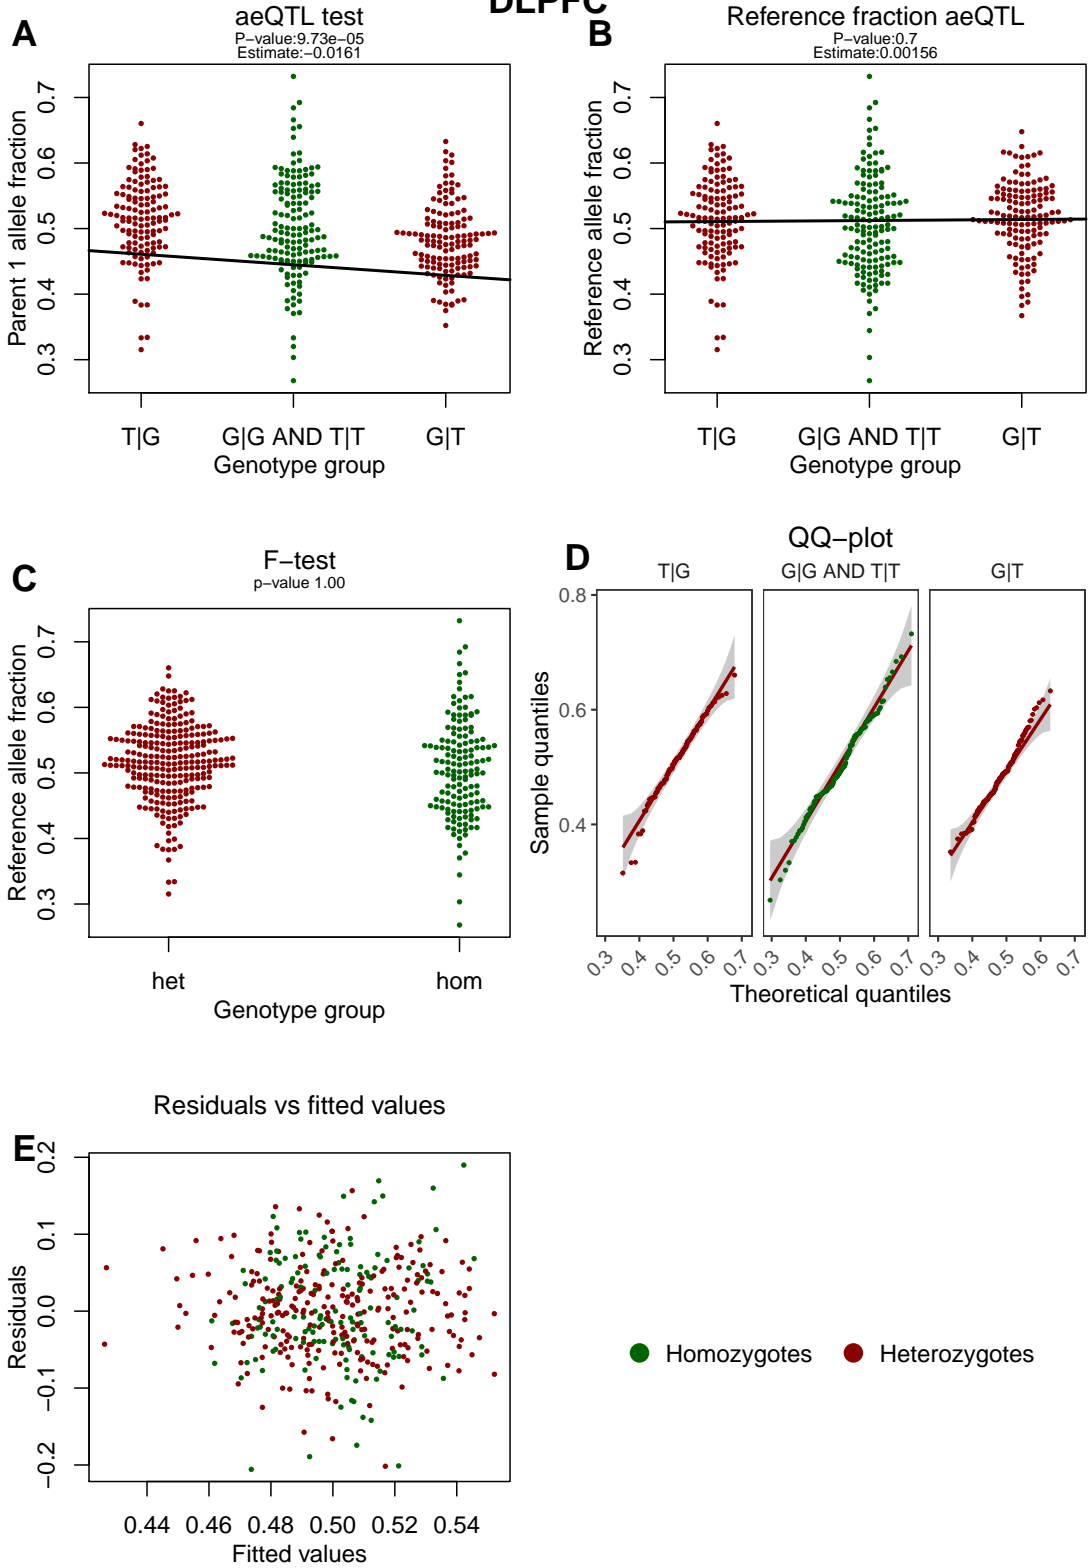 DLPFC
A
aeQTL test
P−value:9.73e−05
Estimate:−0.0161
Parent 1 allele fraction
0.7
0.6
0.5
0.4
0.3
T|G
G|G AND T|T
G|T
Genotype group
B
Reference fraction aeQTL
P−value:0.7
Estimate:0.00156
Reference allele fraction
0.7
0.6
0.5
0.4
0.3
T|G
G|G AND T|T
G|T
Genotype group
C
F−test
p−value 1.00
Reference allele fraction
0.7
0.6
0.5
0.4
0.3
het
hom
Genotype group
D
QQ−plot
T|G
G|G AND T|T
G|T
Sample quantiles
0.8
0.6
0.4
0.3 0.4 0.5 0.6 0.7
0.3 0.4 0.5 0.6 0.7
0.3 0.4 0.5 0.6 0.7
Theoretical quantiles
Residuals vs fitted values
E
Residuals
0.2
0.1
0.0
−0.1
−0.2
0.44 0.46 0.48 0.50 0.52 0.54
Fitted values
Homozygotes
Heterozygotes